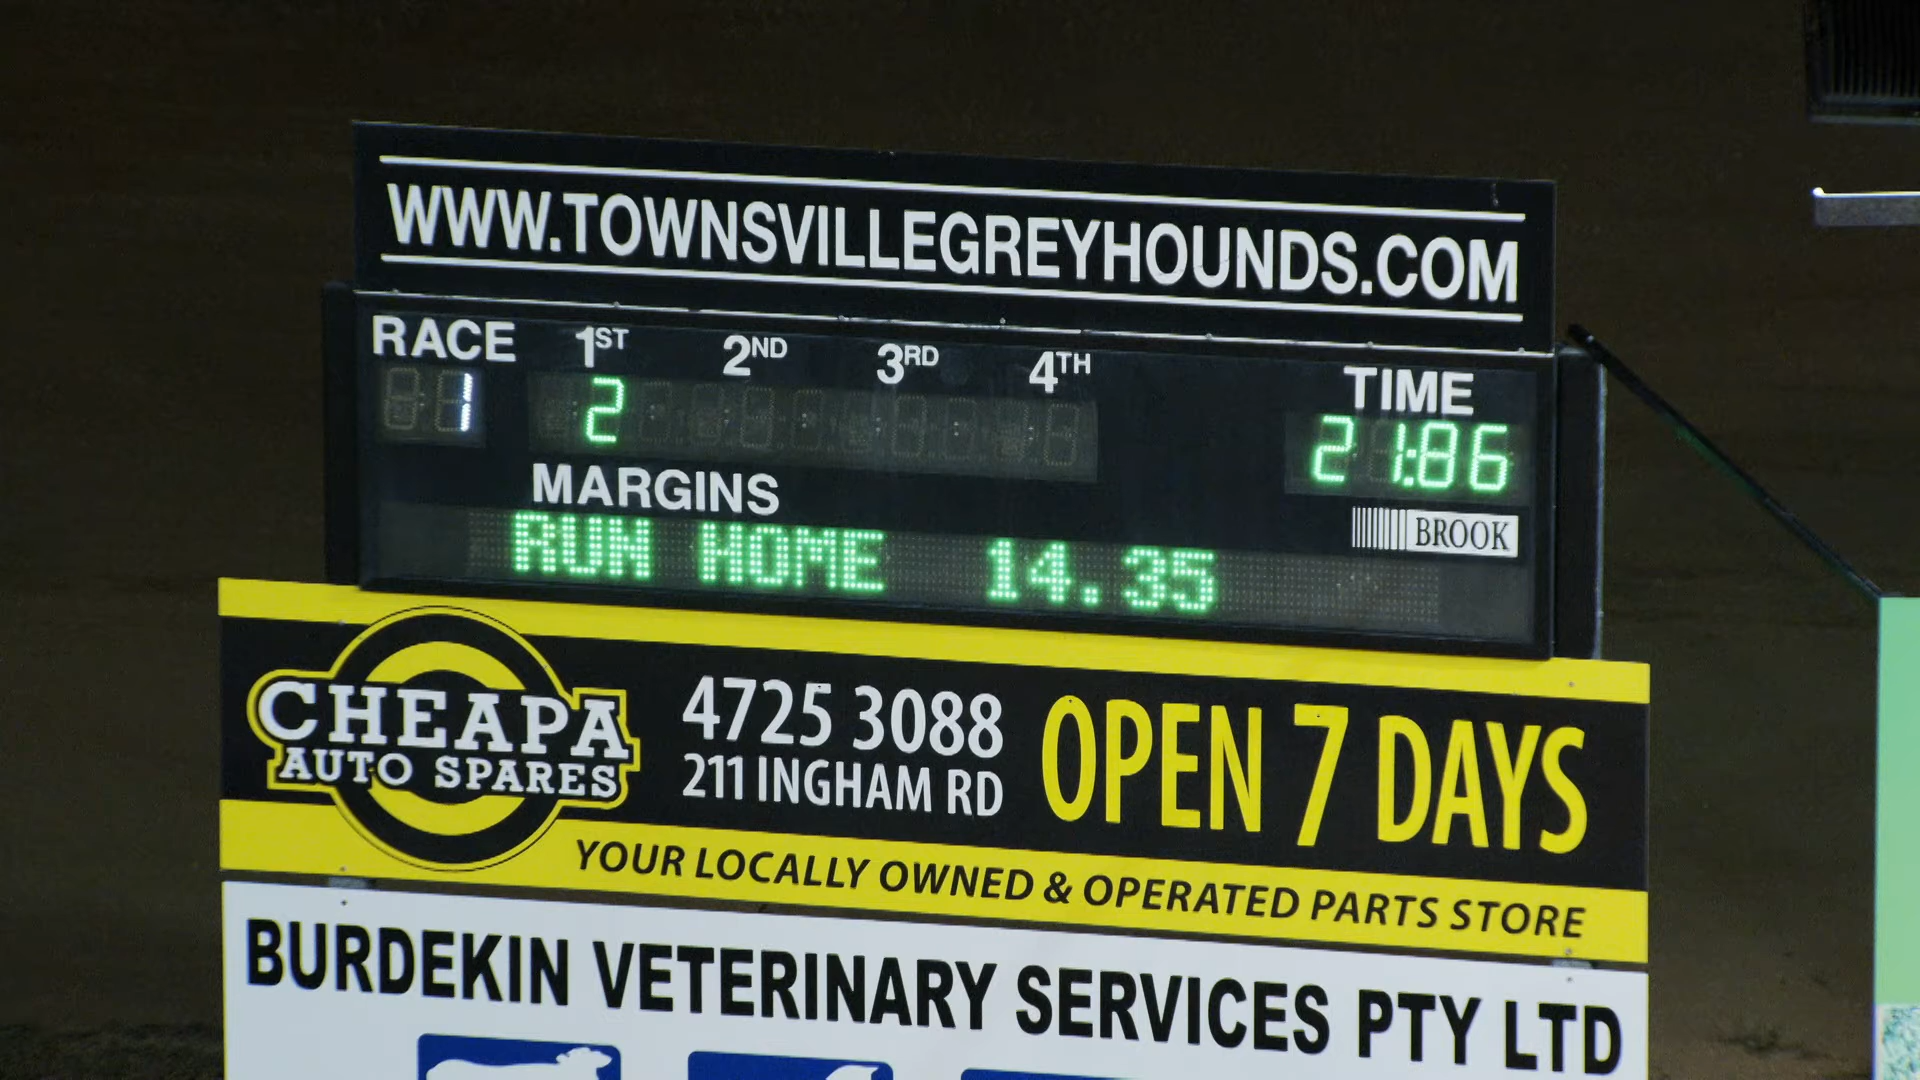 WWW.TOWNSVILLEGREYHOUNDS.COM
RACE 1ST 2ND 3RD 4TH TIME
1 2 21:86
MARGINS
BROOK
RUN HOME 14.35
CHEAPA
AUTO SPARES
4725 3088
211 INGHAM RD
OPEN 7 DAYS
YOUR LOCALLY OWNED & OPERATED PARTS STORE
BURDEKIN VETERINARY SERVICES PTY LTD